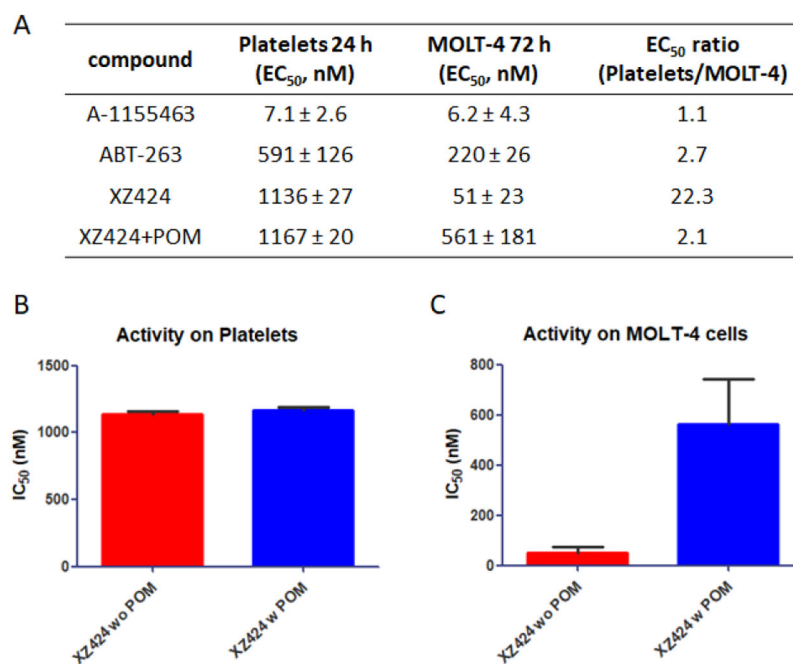 A
compound Platelets 24 h (EC₅₀, nM) MOLT-4 72 h (EC₅₀, nM) EC₅₀ ratio (Platelets/MOLT-4)
A-1155463 7.1 ± 2.6 6.2 ± 4.3 1.1
ABT-263 591 ± 126 220 ± 26 2.7
XZ424 1136 ± 27 51 ± 23 22.3
XZ424+POM 1167 ± 20 561 ± 181 2.1
B
Activity on Platelets
IC₅₀ (nM)
1500
1000
500
0
XZ424 wo POM
XZ424 w POM
C
Activity on MOLT-4 cells
IC₅₀ (nM)
800
600
400
200
0
XZ424 wo POM
XZ424 w POM